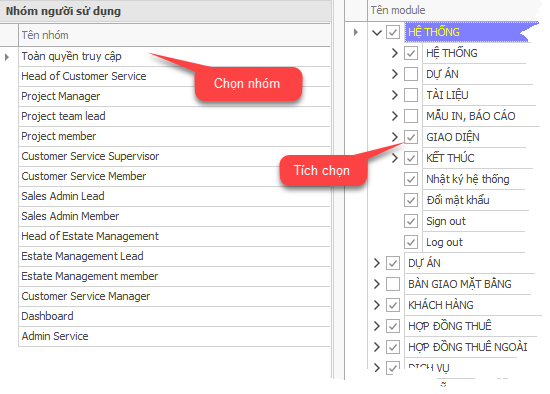 Nhóm người sử dụng
Tên nhóm
Toàn quyền truy cập
Head of Customer Service
Project Manager
Project team lead
Project member
Customer Service Supervisor
Customer Service Member
Sales Admin Lead
Sales Admin Member
Head of Estate Management
Estate Management Lead
Estate Management member
Customer Service Manager
Dashboard
Admin Service
Chọn nhóm
Tên module
HỆ THỐNG
HỆ THỐNG
DỰ ÁN
TÀI LIỆU
MẪU IN, BÁO CÁO
GIAO DIỆN
KẾT THÚC
Nhật ký hệ thống
Đổi mật khẩu
Sign out
Log out
DỰ ÁN
BÀN GIAO MẶT BẰNG
KHÁCH HÀNG
HỢP ĐỒNG THUÊ
HỢP ĐỒNG THUÊ NGOÀI
DỊCH VỤ
Tích chọn